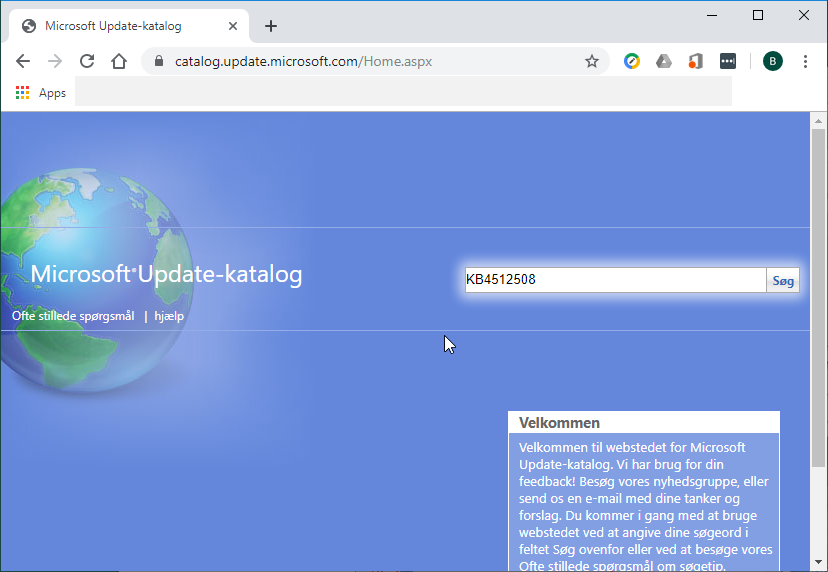 Microsoft Update-katalog
catalog.update.microsoft.com/Home.aspx
B
Apps
Microsoft® Update-katalog
KB4512508
Søg
Ofte stillede spørgsmål | hjælp
Velkommen
Velkommen til webstedet for Microsoft
Update-katalog. Vi har brug for din
feedback! Besøg vores nyhedsgruppe, eller
send os en e-mail med dine tanker og
forslag. Du kommer i gang med at bruge
webstedet ved at angive dine søgeord i
feltet Søg ovenfor eller ved at besøge vores
Ofte stillede spørgsmål om søgetip.